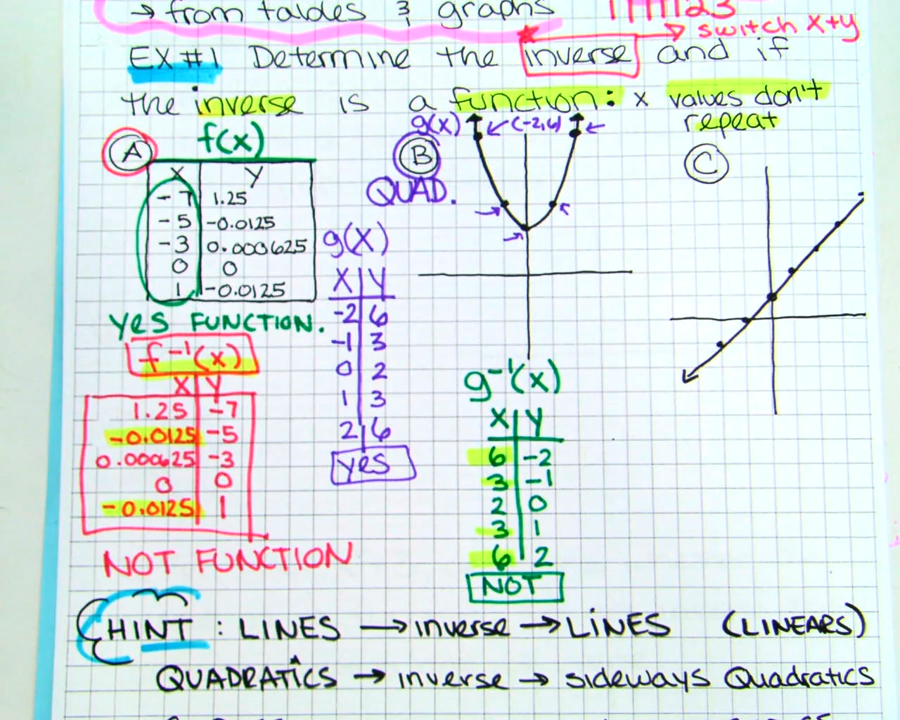 → from tables & graphs
switch x+y
EX #1 Determine the inverse and if
the inverse is a function: x values don't
repeat
A
f(x)
x y
-7 1.25
-5 -0.0125
-3 0.000625
0 0
1 -0.0125
YES FUNCTION.
f⁻¹(x)
x y
1.25 -7
-0.0125 -5
0.000625 -3
0 0
-0.0125 1
NOT FUNCTION
B
g(x)
(-2,6)
QUAD.
g(x)
x y
-2 6
-1 3
0 2
1 3
2 6
yes
g⁻¹(x)
x y
6 -2
3 -1
2 0
3 1
6 2
NOT
C
HINT : LINES → inverse → LINES (LINEARS)
QUADRATICS → inverse → sideways Quadratics